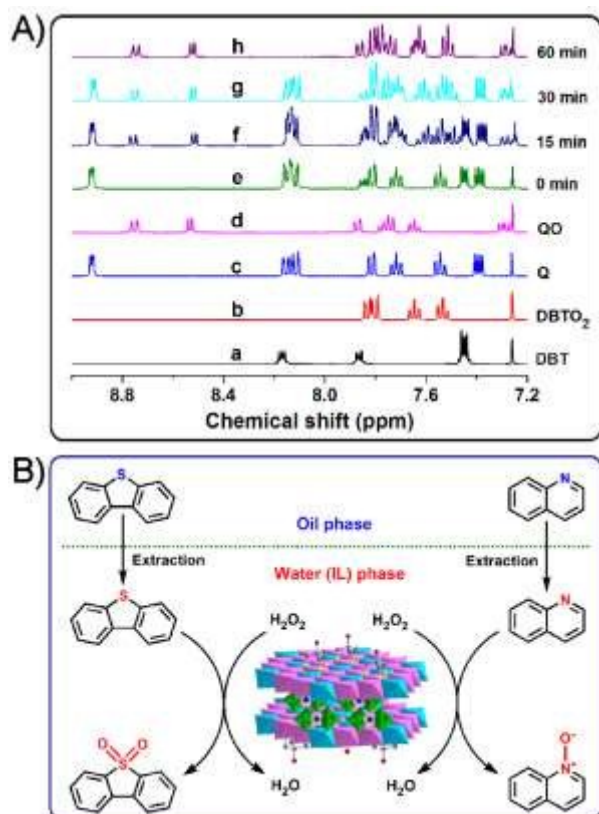 A)
h 60 min
g 30 min
f 15 min
e 0 min
d QO
c Q
b DBTO2
a DBT
8.8 8.4 8.0 7.6 7.2
Chemical shift (ppm)
B)
S N
Oil phase
Extraction Extraction
Water (IL) phase
S H2O2 H2O2 N
O O O-
S H2O H2O N+